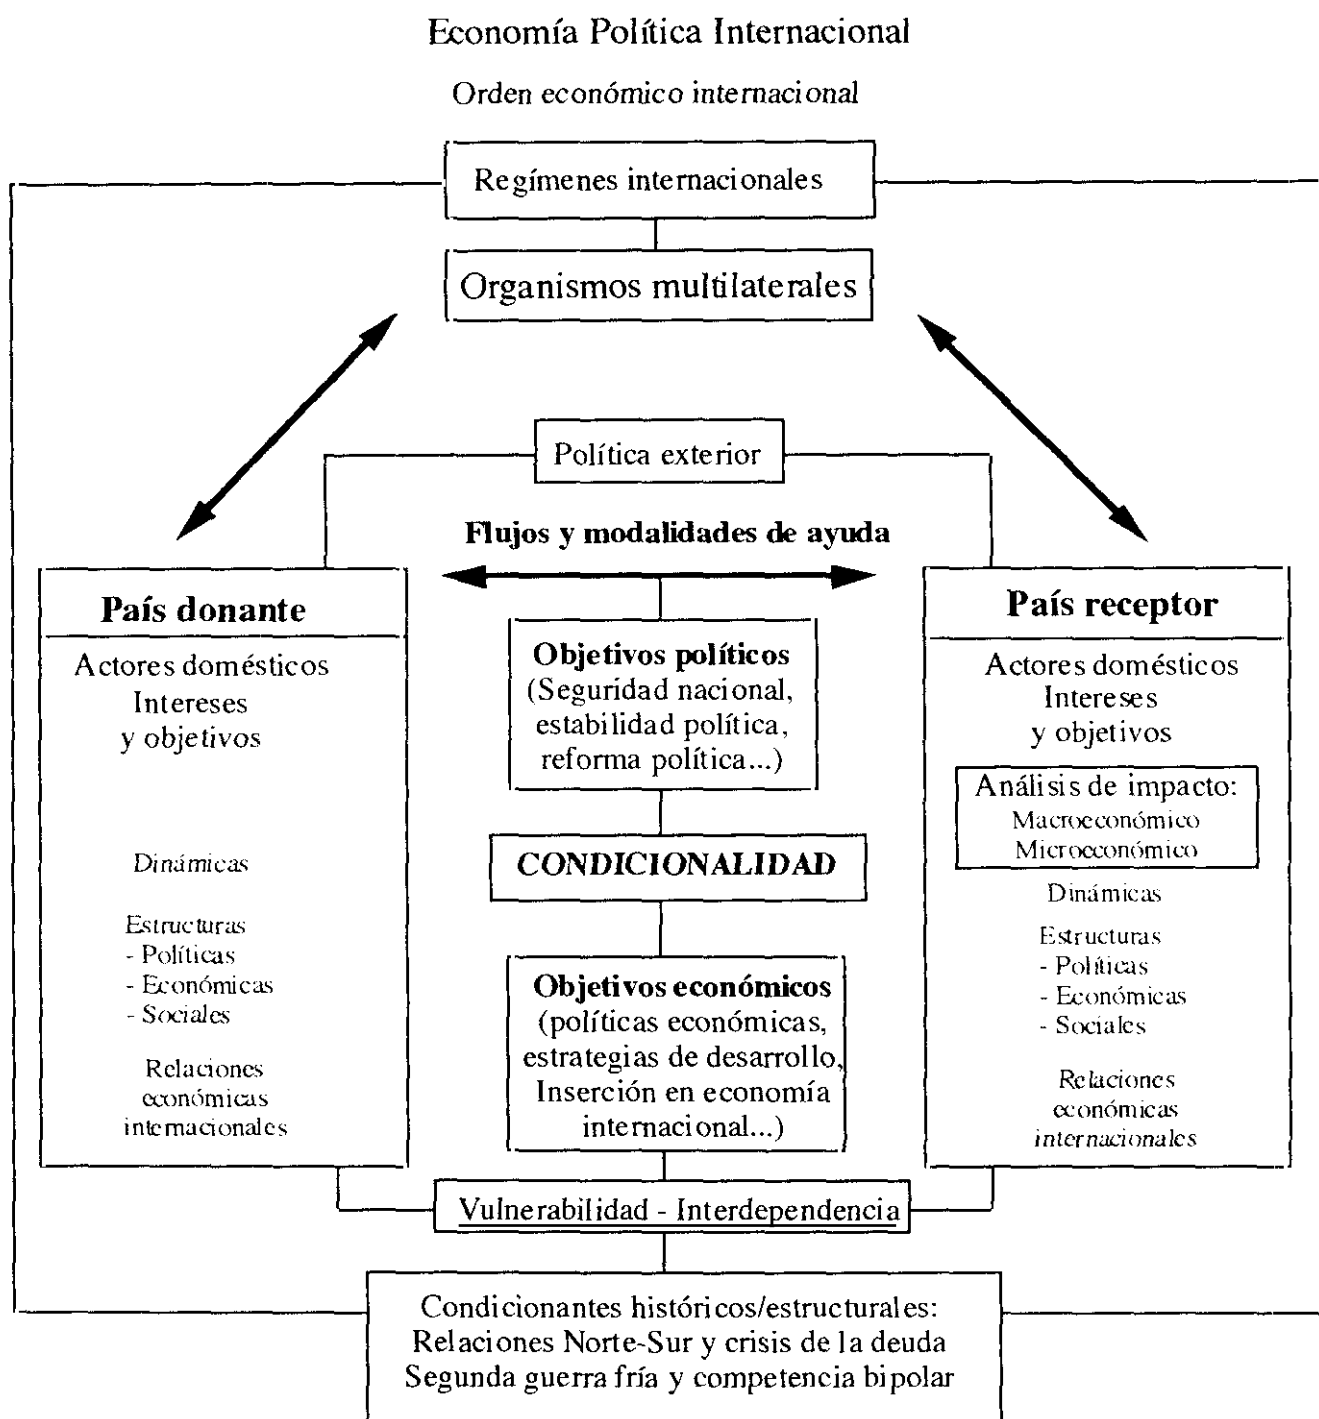 Economía Política Internacional
Orden económico internacional
Regímenes internacionales
Organismos multilaterales
Política exterior
Flujos y modalidades de ayuda
País donante
Actores domésticos
Intereses
y objetivos
Dinámicas
Estructuras
- Políticas
- Económicas
- Sociales
Relaciones
económicas
internacionales
Objetivos políticos
(Seguridad nacional,
estabilidad política,
reforma política...)
CONDICIONALIDAD
Objetivos económicos
(políticas económicas,
estrategias de desarrollo,
Inserción en economía
internacional...)
País receptor
Actores domésticos
Intereses
y objetivos
Análisis de impacto:
Macroeconómico
Microeconómico
Dinámicas
Estructuras
- Políticas
- Económicas
- Sociales
Relaciones
económicas
internacionales
Vulnerabilidad - Interdependencia
Condicionantes históricos/estructurales:
Relaciones Norte-Sur y crisis de la deuda
Segunda guerra fría y competencia bipolar